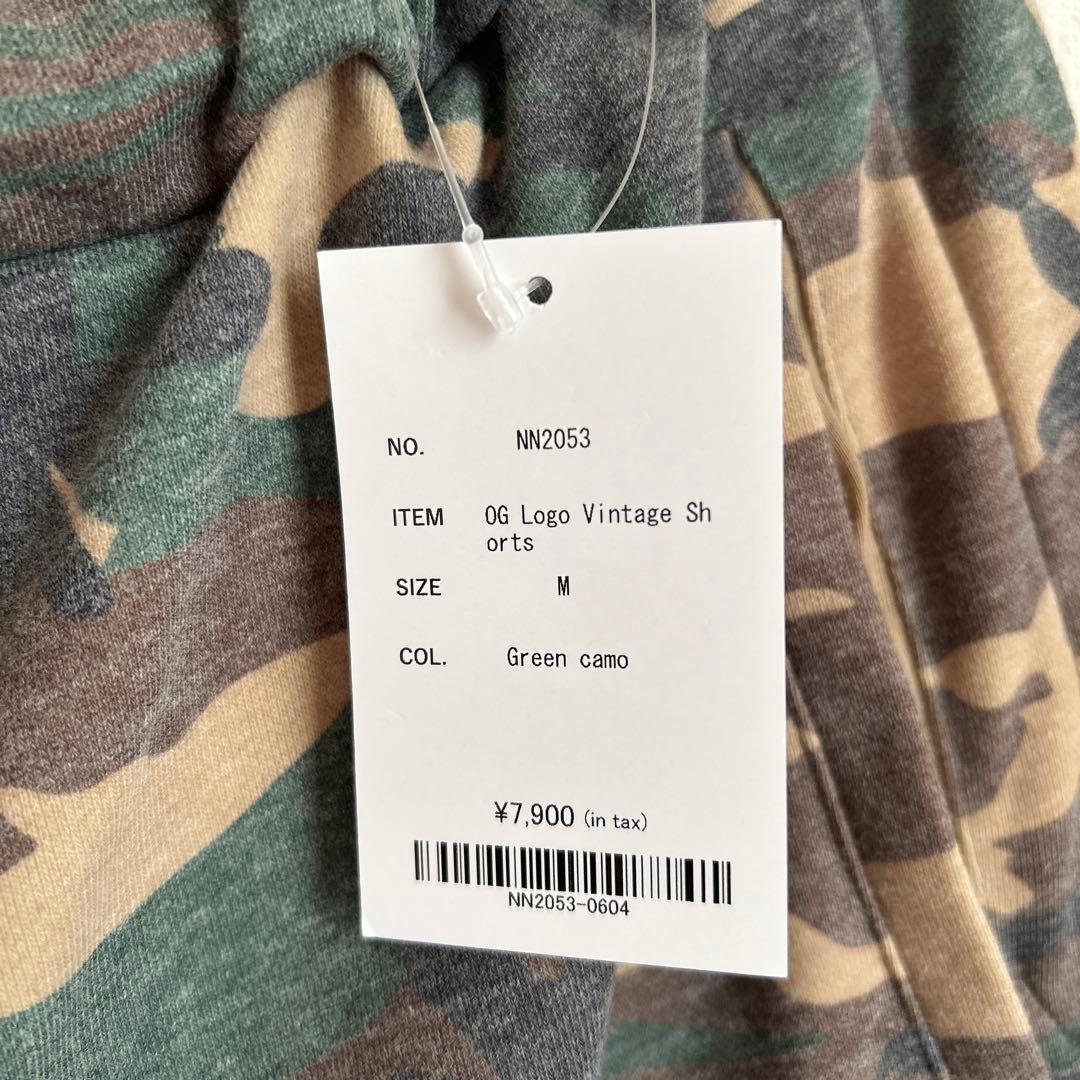 NO. NN2053
ITEM OG Logo Vintage Sh
orts
SIZE M
COL. Green camo
¥7,900 (in tax)
NN2053-0604